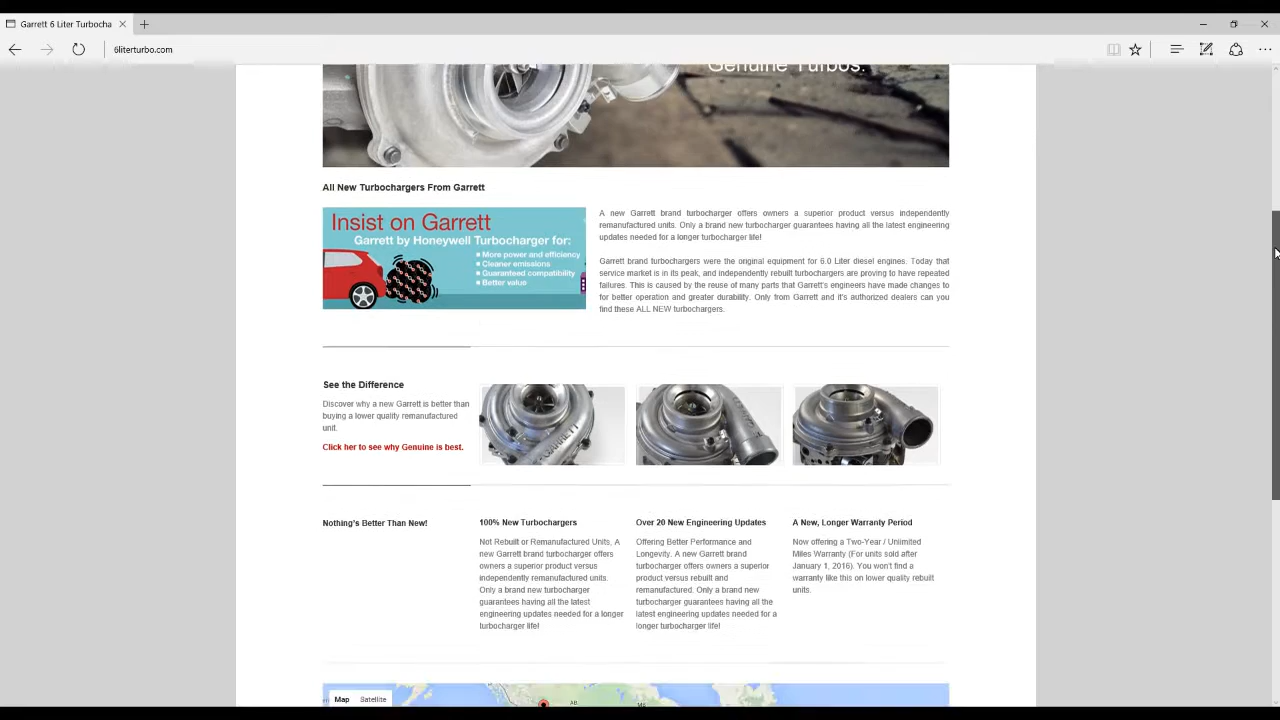 Garrett 6 Liter Turbocha
6literturbo.com
Genuine Turbos.
All New Turbochargers From Garrett
Insist on Garrett
Garrett by Honeywell Turbocharger for:
More power and efficiency
Cleaner emissions
Guaranteed compatibility
Better value
A new Garrett brand turbocharger offers owners a superior product versus independently
remanufactured units. Only a brand new turbocharger guarantees having all the latest engineering
updates needed for a longer turbocharger life!
Garrett brand turbochargers were the original equipment for 6.0 Liter diesel engines. Today that
service market is in its peak, and independently rebuilt turbochargers are proving to have repeated
failures. This is caused by the reuse of many parts that Garrett's engineers have made changes to
for better operation and greater durability. Only from Garrett and it's authorized dealers can you
find these ALL NEW turbochargers.
See the Difference
Discover why a new Garrett is better than
buying a lower quality remanufactured
unit.
Click her to see why Genuine is best.
GARRETT
Nothing's Better Than New!
100% New Turbochargers
Not Rebuilt or Remanufactured Units, A
new Garrett brand turbocharger offers
owners a superior product versus
independently remanufactured units.
Only a brand new turbocharger
guarantees having all the latest
engineering updates needed for a longer
turbocharger life!
Over 20 New Engineering Updates
Offering Better Performance and
Longevity. A new Garrett brand
turbocharger offers owners a superior
product versus rebuilt and
remanufactured. Only a brand new
turbocharger guarantees having all the
latest engineering updates needed for a
longer turbocharger life!
A New, Longer Warranty Period
Now offering a Two-Year / Unlimited
Miles Warranty (For units sold after
January 1, 2016). You won't find a
warranty like this on lower quality rebuilt
units.
Map Satellite
AB
MB